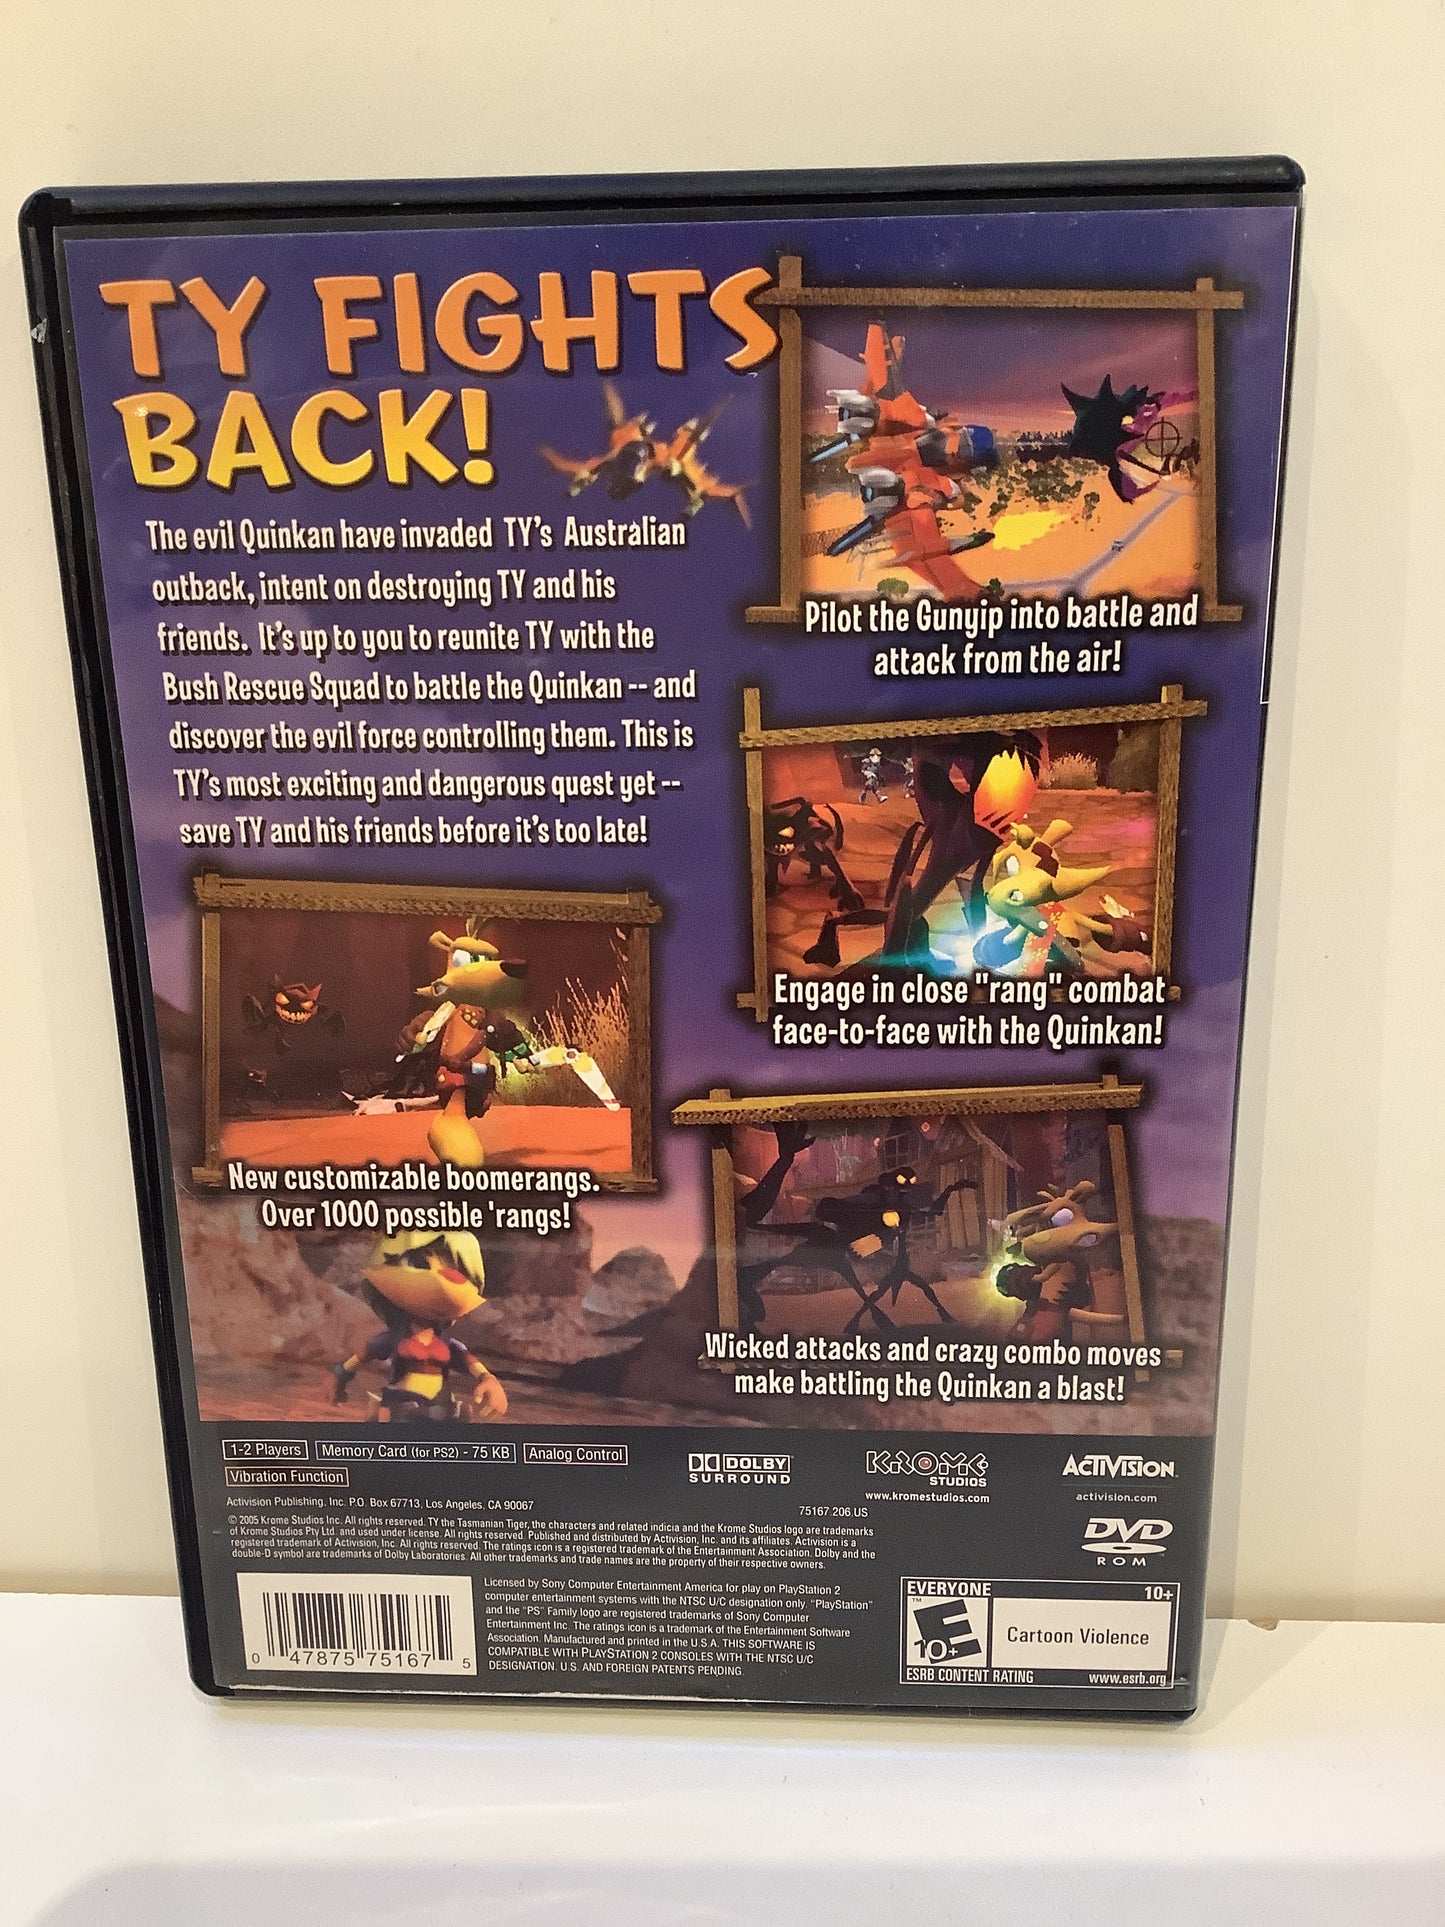 TY FIGHTS
BACK!
The evil Quinkan have invaded TY's Australian
outback, intent on destroying TY and his
friends. It's up to you to reunite TY with the
Bush Rescue Squad to battle the Quinkan -- and
discover the evil force controlling them. This is
TY's most exciting and dangerous quest yet --
save TY and his friends before it's too late!
Pilot the Gunyip into battle and
attack from the air!
Engage in close "rang" combat
face-to-face with the Quinkan!
New customizable boomerangs.
Over 1000 possible 'rangs!
Wicked attacks and crazy combo moves
make battling the Quinkan a blast!
1-2 Players
Memory Card (for PS2) - 75 KB
Analog Control
Vibration Function
DOLBY
SURROUND
KROME
STUDIOS
www.kromestudios.com
ACTIVISION
activision.com
Activision Publishing, Inc. P.O. Box 67713, Los Angeles, CA 90067
75167.206.US
© 2005 Krome Studios Inc. All rights reserved. TY the Tasmanian Tiger, the characters and related indicia and the Krome Studios logo are trademarks
of Krome Studios Pty Ltd. and used under license. All rights reserved. Published and distributed by Activision, Inc. and its affiliates. Activision is a
registered trademark of Activision, Inc. All rights reserved. The ratings icon is a registered trademark of the Entertainment Association. Dolby and the
double-D symbol are trademarks of Dolby Laboratories. All other trademarks and trade names are the property of their respective owners.
DVD
ROM
0 47875 75167 5
Licensed by Sony Computer Entertainment America for play on PlayStation 2
computer entertainment systems with the NTSC U/C designation only. "PlayStation"
and the "PS" Family logo are registered trademarks of Sony Computer
Entertainment Inc. The ratings icon is a trademark of the Entertainment Software
Association. Manufactured and printed in the U.S.A. THIS SOFTWARE IS
COMPATIBLE WITH PLAYSTATION 2 CONSOLES WITH THE NTSC U/C
DESIGNATION. U.S. AND FOREIGN PATENTS PENDING.
EVERYONE 10+
E
TM
10+
Cartoon Violence
ESRB CONTENT RATING www.esrb.org